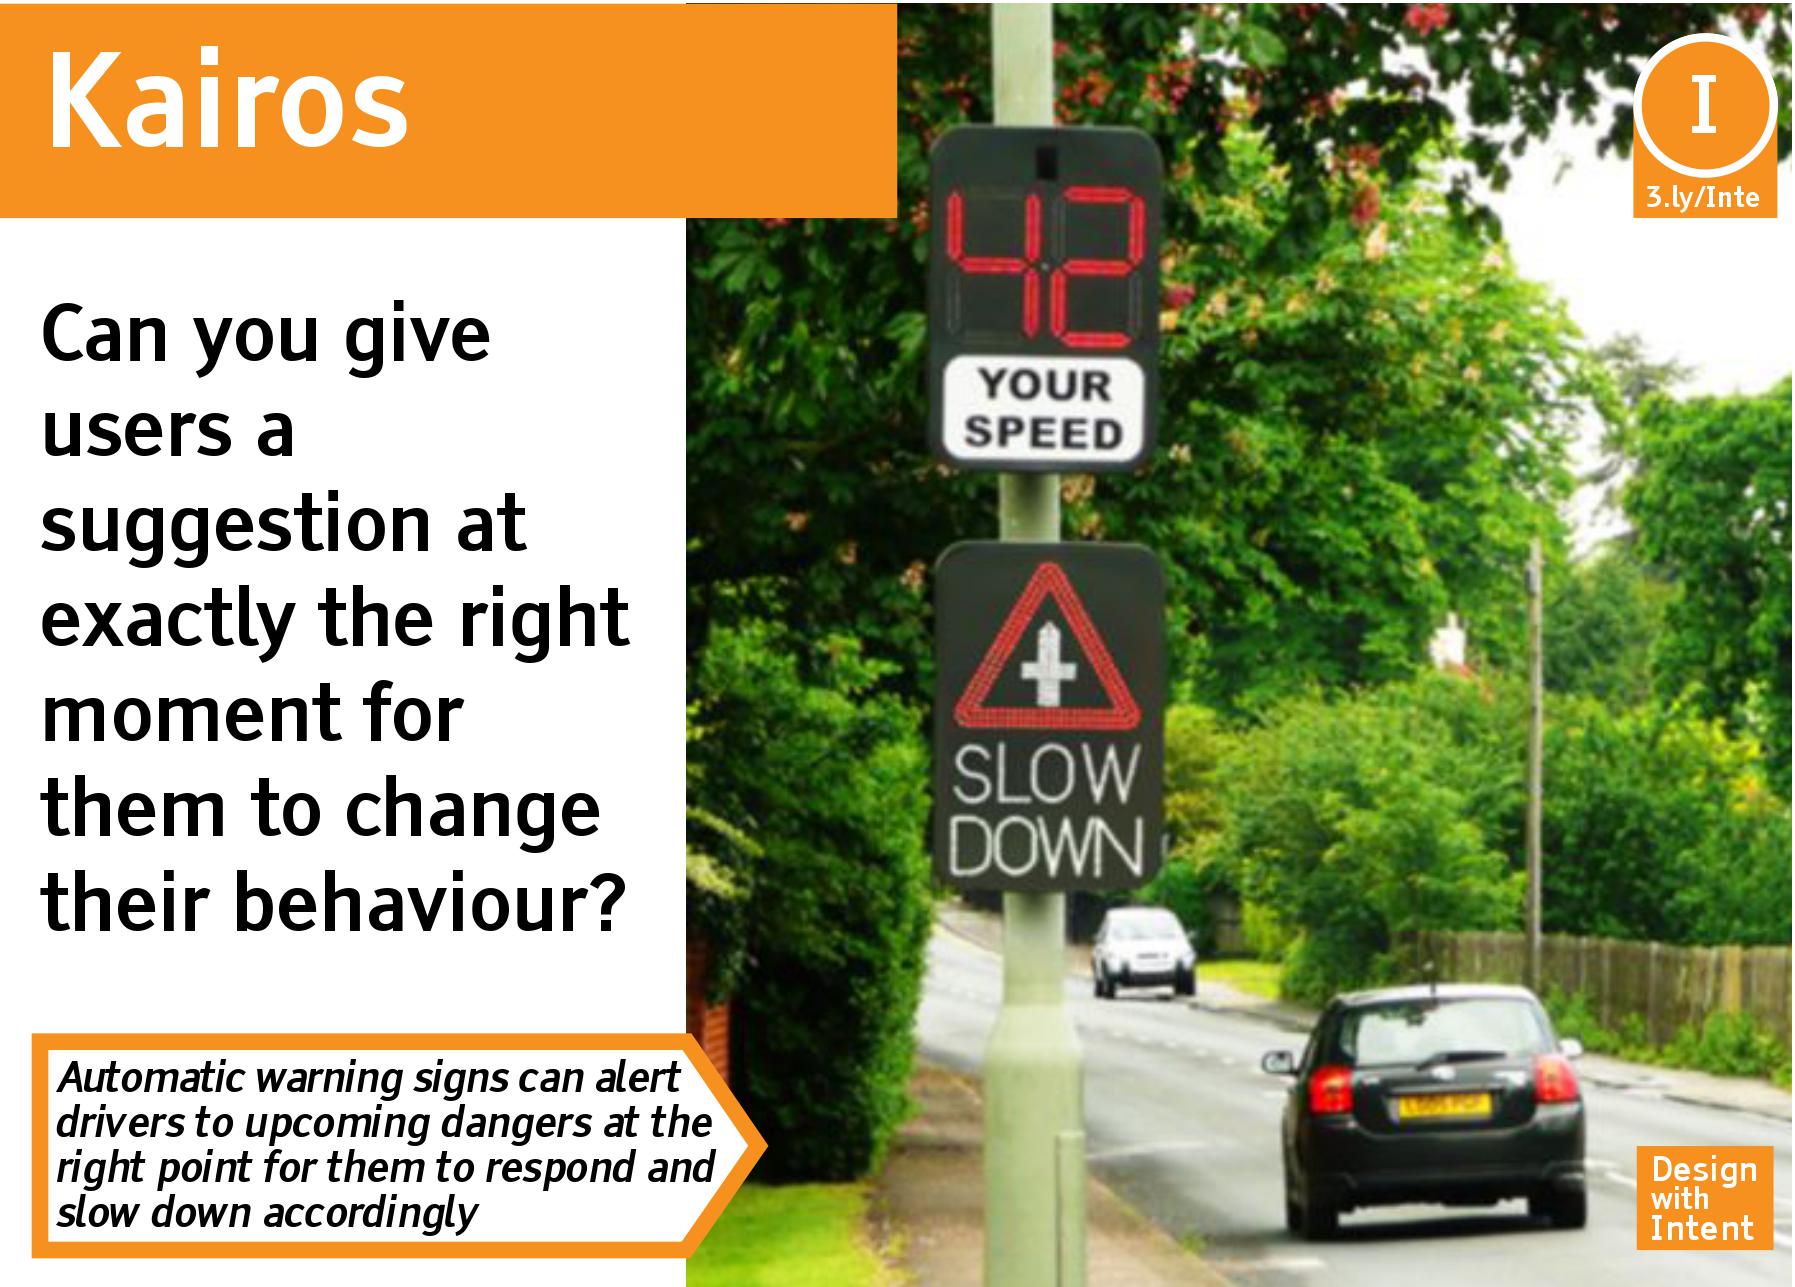 Kairos
I
3.ly/Inte
Can you give
users a
suggestion at
exactly the right
moment for
them to change
their behaviour?
42
YOUR
SPEED
SLOW
DOWN
Automatic warning signs can alert
drivers to upcoming dangers at the
right point for them to respond and
slow down accordingly
Design
with
Intent